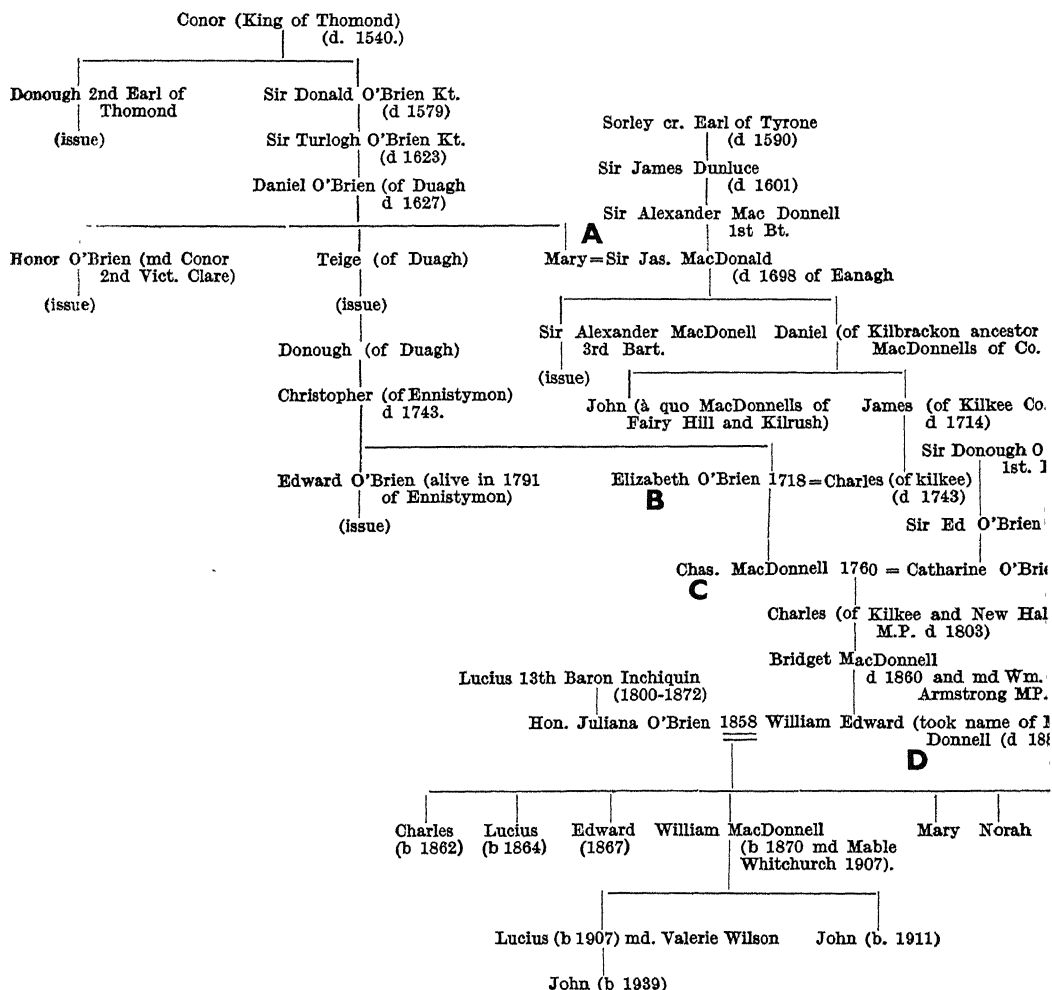 Conor (King of Thomond)
(d. 1540.)
Donough 2nd Earl of
Thomond
(issue)
Sir Donald O'Brien Kt.
(d 1579)
Sir Turlogh O'Brien Kt.
(d 1623)
Daniel O'Brien (of Duagh
d 1627)
Sorley cr. Earl of Tyrone
(d 1590)
Sir James Dunluce
(d 1601)
Sir Alexander Mac Donnell
1st Bt.
A
Honor O'Brien (md Conor
2nd Vict. Clare)
(issue)
Teige (of Duagh)
(issue)
Mary=Sir Jas. MacDonald
(d 1698 of Eanagh
Donough (of Duagh)
Sir Alexander MacDonell
3rd Bart.
(issue)
Daniel (of Kilbrackon ancestor
MacDonnells of Co.
Christopher (of Ennistymon)
d 1743.
John (à quo MacDonnells of
Fairy Hill and Kilrush)
James (of Kilkee Co.
d 1714)
Sir Donough O
1st.
Edward O'Brien (alive in 1791
of Ennistymon)
(issue)
Elizabeth O'Brien 1718=Charles (of kilkee)
(d 1743)
B
Sir Ed O'Brien
Chas. MacDonnell 1760 = Catharine O'Brie
C
Charles (of Kilkee and New Hal
M.P. d 1803)
Bridget MacDonnell
d 1860 and md Wm.
Armstrong MP.
Lucius 13th Baron Inchiquin
(1800-1872)
Hon. Juliana O'Brien 1858 William Edward (took name of M
Donnell (d 188
D
Charles
(b 1862)
Lucius
(b 1864)
Edward
(1867)
William MacDonnell
(b 1870 md Mable
Whitchurch 1907).
Mary
Norah
Lucius (b 1907) md. Valerie Wilson
John (b. 1911)
John (b 1939)